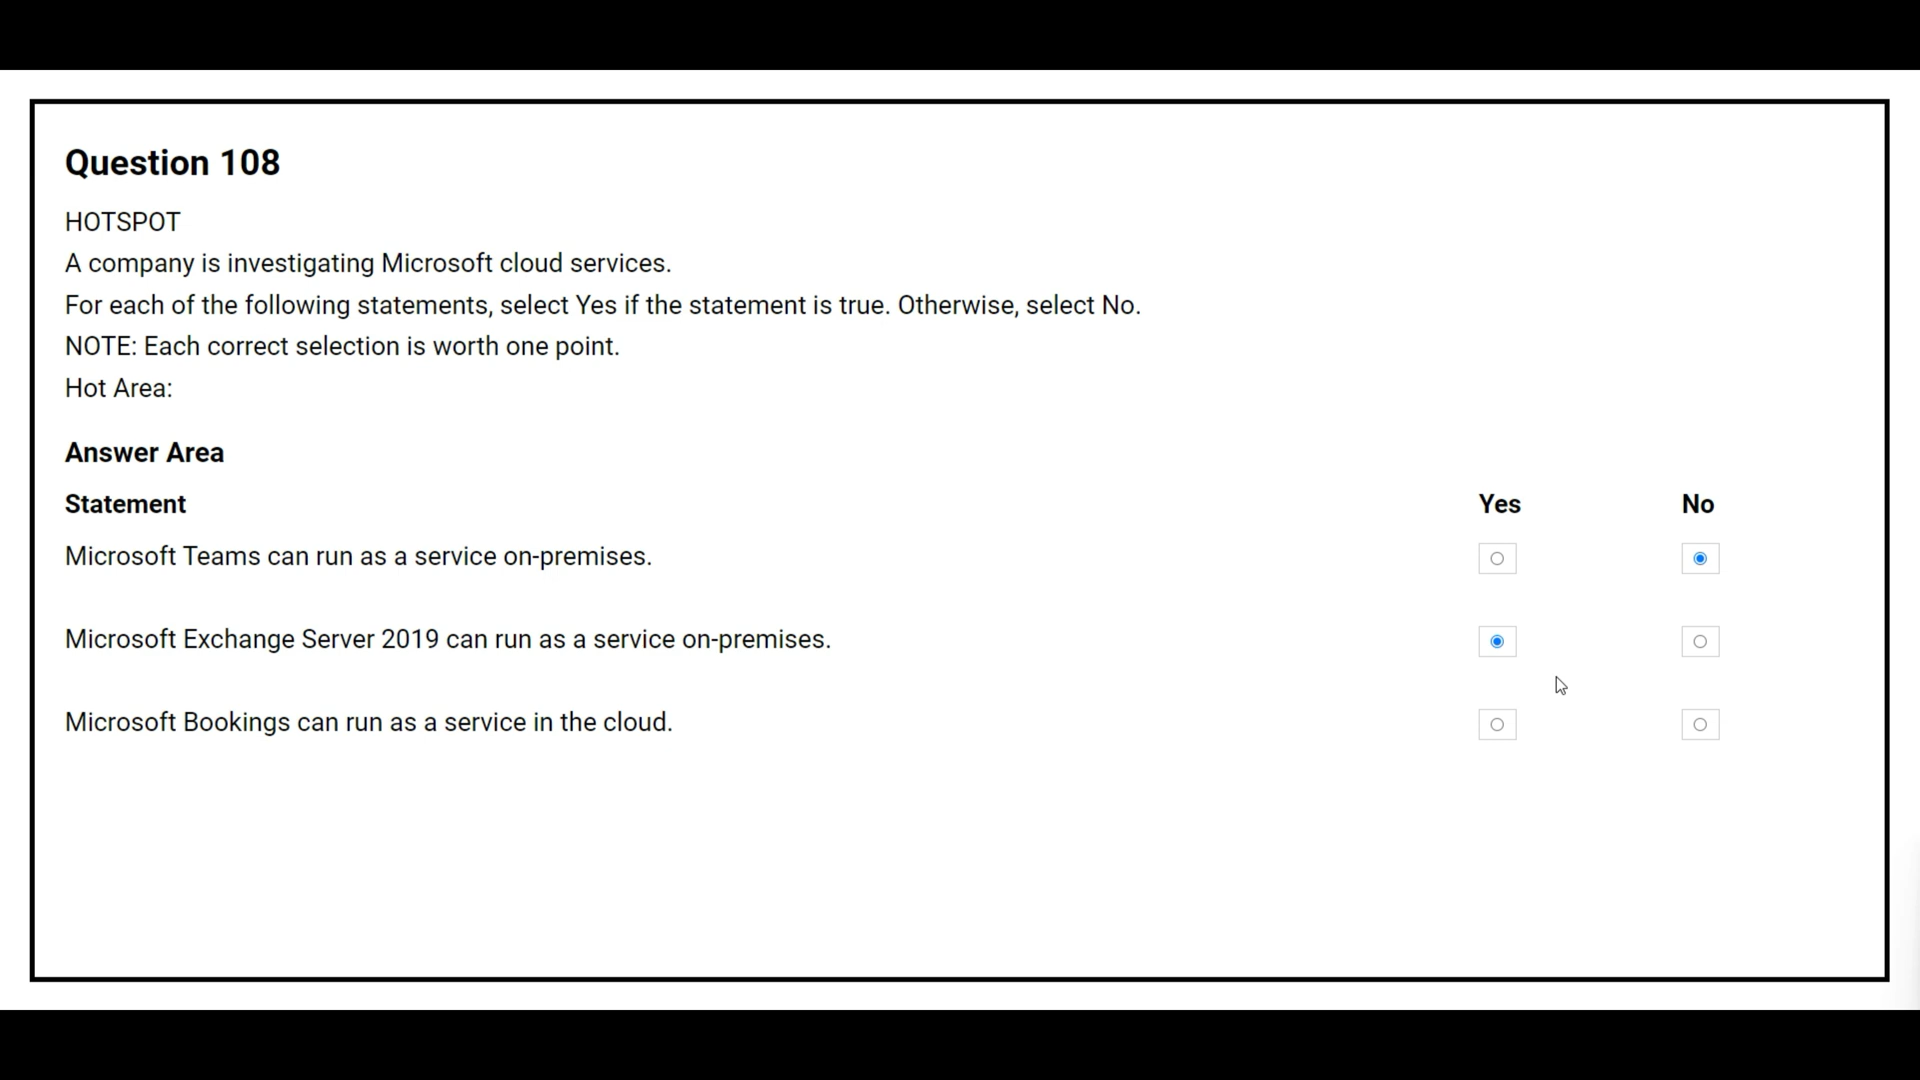 Question 108
HOTSPOT
A company is investigating Microsoft cloud services.
For each of the following statements, select Yes if the statement is true. Otherwise, select No.
NOTE: Each correct selection is worth one point.
Hot Area:
Answer Area
Statement Yes No
Microsoft Teams can run as a service on-premises.
Microsoft Exchange Server 2019 can run as a service on-premises.
Microsoft Bookings can run as a service in the cloud.